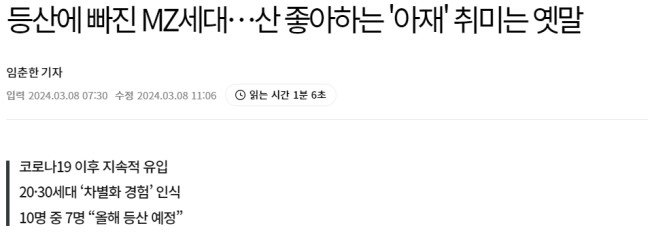 등산에 빠진 MZ세대…산 좋아하는 '아재' 취미는 옛말
임춘한 기자
입력 2024.03.08 07:30 수정 2024.03.08 11:06 읽는 시간 1분 6초
코로나19 이후 지속적 유입
20·30세대 ‘차별화 경험’ 인식
10명 중 7명 “올해 등산 예정”